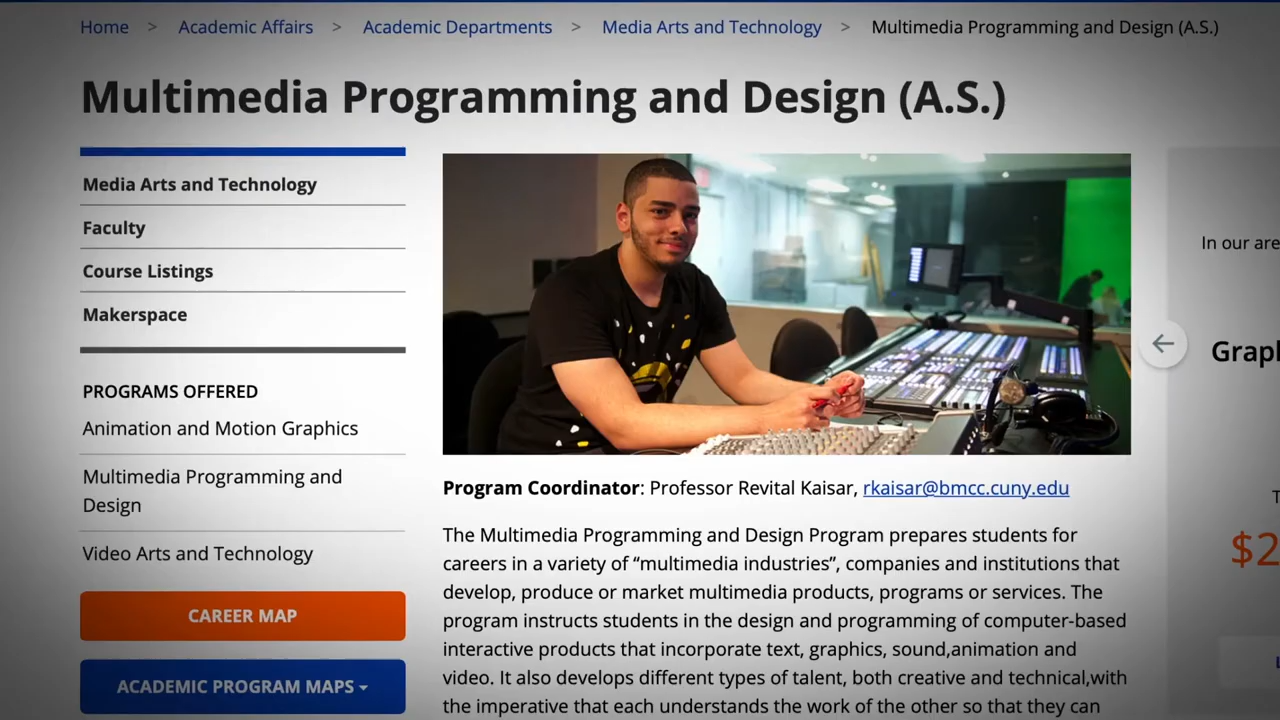 Home > Academic Affairs > Academic Departments > Media Arts and Technology > Multimedia Programming and Design (A.S.)
Multimedia Programming and Design (A.S.)
Media Arts and Technology
Faculty
Course Listings
Makerspace
PROGRAMS OFFERED
Animation and Motion Graphics
Multimedia Programming and
Design
Video Arts and Technology
CAREER MAP
ACADEMIC PROGRAM MAPS
Program Coordinator: Professor Revital Kaisar, rkaisar@bmcc.cuny.edu
The Multimedia Programming and Design Program prepares students for
careers in a variety of “multimedia industries”, companies and institutions that
develop, produce or market multimedia products, programs or services. The
program instructs students in the design and programming of computer-based
interactive products that incorporate text, graphics, sound,animation and
video. It also develops different types of talent, both creative and technical,with
the imperative that each understands the work of the other so that they can
In our are
Grap
$2